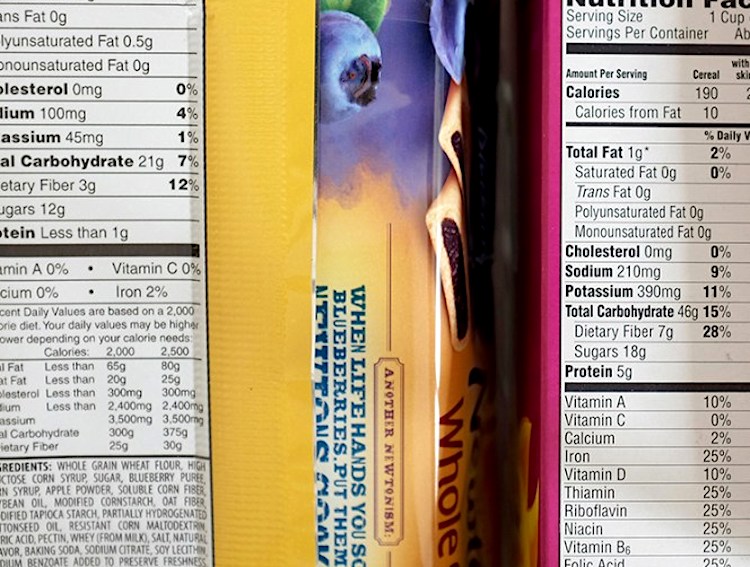 ans Fat 0g
lyunsaturated Fat 0.5g
onounsaturated Fat 0g
olesterol 0mg 0%
dium 100mg 4%
assium 45mg 1%
al Carbohydrate 21g 7%
etary Fiber 3g 12%
ugars 12g
otein Less than 1g
amin A 0% • Vitamin C 0%
cium 0% • Iron 2%
cent Daily Values are based on a 2,000
orie diet. Your daily values may be higher
ower depending on your calorie needs:
Calories: 2,000 2,500
l Fat Less than 65g 80g
at Fat Less than 20g 25g
olesterol Less than 300mg 300mg
dium Less than 2,400mg 2,400mg
assium 3,500mg 3,500mg
al Carbohydrate 300g 375g
ietary Fiber 25g 30g
GREDIENTS: WHOLE GRAIN WHEAT FLOUR, HIGH
CTOSE CORN SYRUP, SUGAR, BLUEBERRY PUREE,
RN SYRUP, APPLE POWDER, SOLUBLE CORN FIBER,
YBEAN OIL, MODIFIED CORNSTARCH, OAT FIBER,
DIFIED TAPIOCA STARCH, PARTIALLY HYDROGENATED
TTONSEED OIL, RESISTANT CORN MALTODEXTRIN,
RIC ACID, PECTIN, WHEY (FROM MILK), SALT, NATURAL
AVOR, BAKING SODA, SODIUM CITRATE, SOY LECITHIN,
DIUM BENZOATE ADDED TO PRESERVE FRESHNESS
ANOTHER NEWTONISM:
WHEN LIFE HANDS YOU SO
BLUEBERRIES, PUT THEM
Whole
Nutrition Fac
Serving Size 1 Cup
Servings Per Container Ab
with
Amount Per Serving Cereal ski
Calories 190 2
Calories from Fat 10
% Daily V
Total Fat 1g* 2%
Saturated Fat 0g 0%
Trans Fat 0g
Polyunsaturated Fat 0g
Monounsaturated Fat 0g
Cholesterol 0mg 0%
Sodium 210mg 9%
Potassium 390mg 11%
Total Carbohydrate 46g 15%
Dietary Fiber 7g 28%
Sugars 18g
Protein 5g
Vitamin A 10%
Vitamin C 0%
Calcium 2%
Iron 25%
Vitamin D 10%
Thiamin 25%
Riboflavin 25%
Niacin 25%
Vitamin B6 25%
Folic Acid 25%